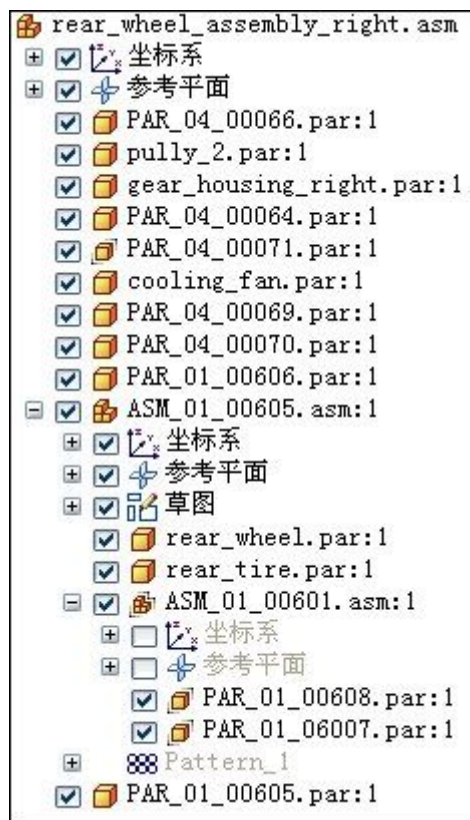 rear_wheel_assembly_right.asm
坐标系
参考平面
PAR_04_00066.par:1
pully_2.par:1
gear_housing_right.par:1
PAR_04_00064.par:1
PAR_04_00071.par:1
cooling_fan.par:1
PAR_04_00069.par:1
PAR_04_00070.par:1
PAR_01_00606.par:1
ASM_01_00605.asm:1
坐标系
参考平面
草图
rear_wheel.par:1
rear_tire.par:1
ASM_01_00601.asm:1
坐标系
参考平面
PAR_01_00608.par:1
PAR_01_06007.par:1
Pattern_1
PAR_01_00605.par:1